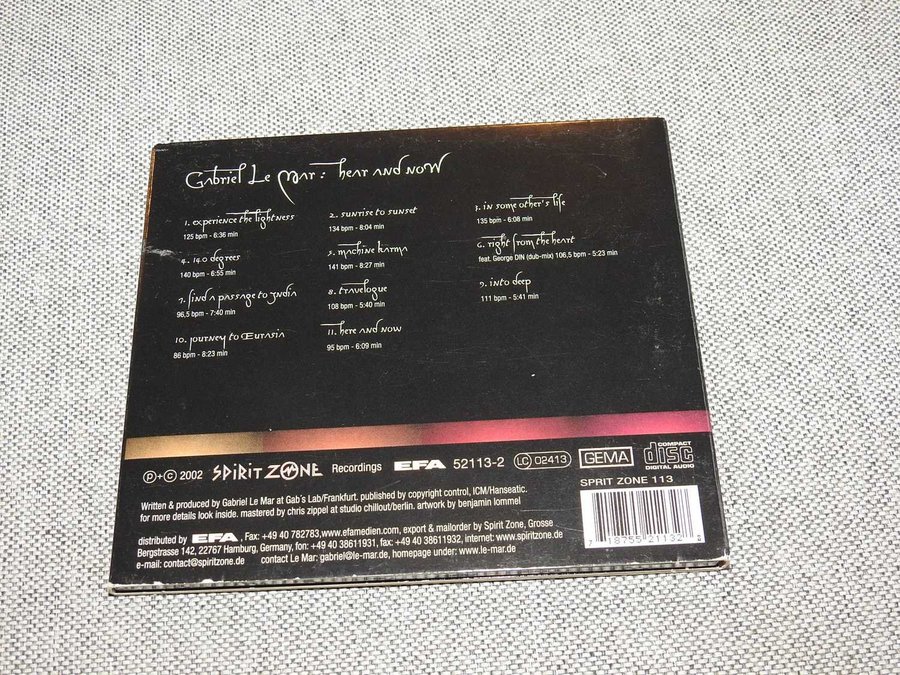 Gabriel Le Mar : hear and now
1. experience the lightness
125 bpm - 6:36 min
2. sunrise to sunset
134 bpm - 8:04 min
3. in some other's life
135 bpm - 6:08 min
4. 140 degrees
140 bpm - 6:55 min
5. machine karma
141 bpm - 8:27 min
6. right from the heart
feat. George DIN (dub-mix) 106,5 bpm - 5:23 min
7. find a passage to India
96,5 bpm - 7:40 min
8. travelogue
108 bpm - 5:40 min
9. into deep
111 bpm - 5:41 min
10. journey to Œurasia
86 bpm - 8:23 min
11. here and now
95 bpm - 6:09 min
℗+© 2002 SPIRIT ZONE Recordings EFA 52113-2 LC 02413 GEMA COMPACT disc DIGITAL AUDIO
SPRIT ZONE 113
Written & produced by Gabriel Le Mar at Gab's Lab/Frankfurt. published by copyright control, ICM/Hanseatic.
for more details look inside. mastered by chris zippel at studio chillout/berlin. artwork by benjamin lommel
distributed by EFA, Fax: +49 40 782783,www.efamedien.com, export & mailorder by Spirit Zone, Grosse
Bergstrasse 142, 22767 Hamburg, Germany, fon: +49 40 38611931, fax: +49 40 38611932, internet: www.spiritzone.de
e-mail: contact@spiritzone.de contact Le Mar: gabriel@le-mar.de, homepage under: www.le-mar.de
7 18755 21132 2